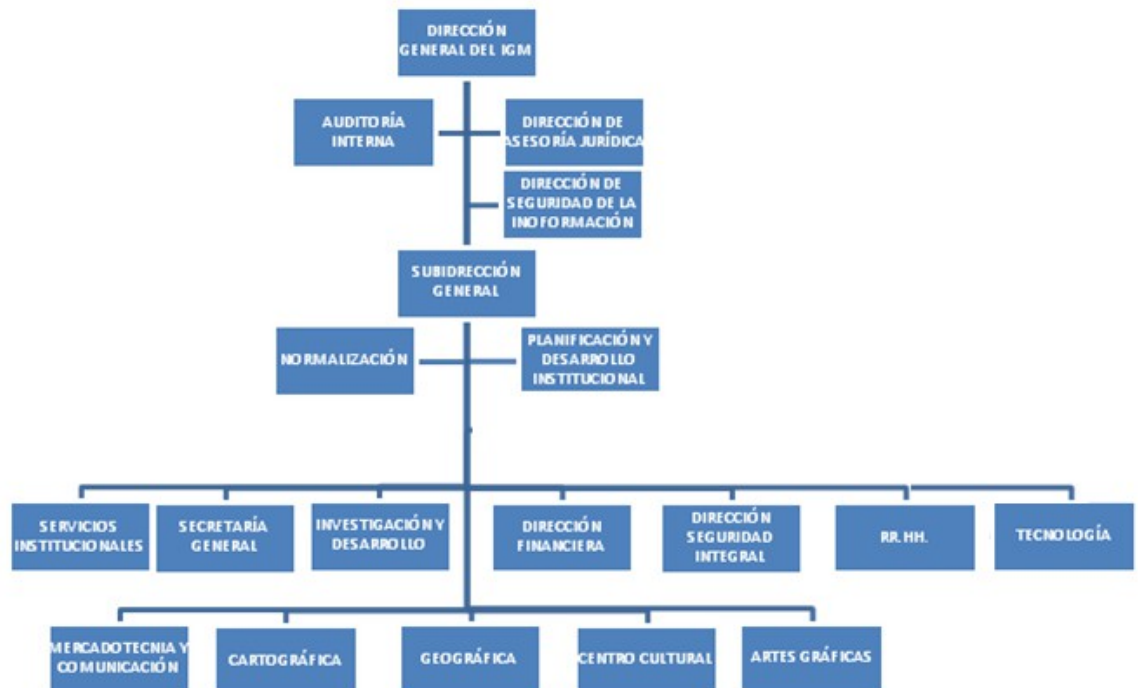 DIRECCIÓN
GENERAL DEL IGM
AUDITORÍA
INTERNA
DIRECCIÓN DE
ASESORÍA JURÍDICA
DIRECCIÓN DE
SEGURIDAD DE LA
INOFORMACIÓN
SUBIDRECCIÓN
GENERAL
NORMALIZACIÓN
PLANIFICACIÓN Y
DESARROLLO
INSTITUCIONAL
SERVICIOS
INSTITUCIONALES
SECRETARÍA
GENERAL
INVESTIGACIÓN Y
DESARROLLO
DIRECCIÓN
FINANCIERA
DIRECCIÓN
SEGURIDAD
INTEGRAL
RR. HH.
TECNOLOGÍA
MERCADOTECNIA Y
COMUNICACIÓN
CARTOGRÁFICA
GEOGRÁFICA
CENTRO CULTURAL
ARTES GRÁFICAS